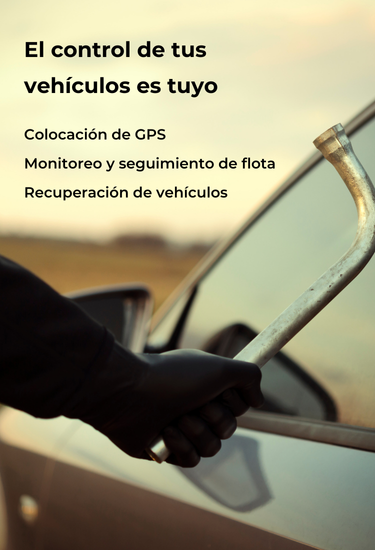 El control de tus
vehículos es tuyo
Colocación de GPS
Monitoreo y seguimiento de flota
Recuperación de vehículos